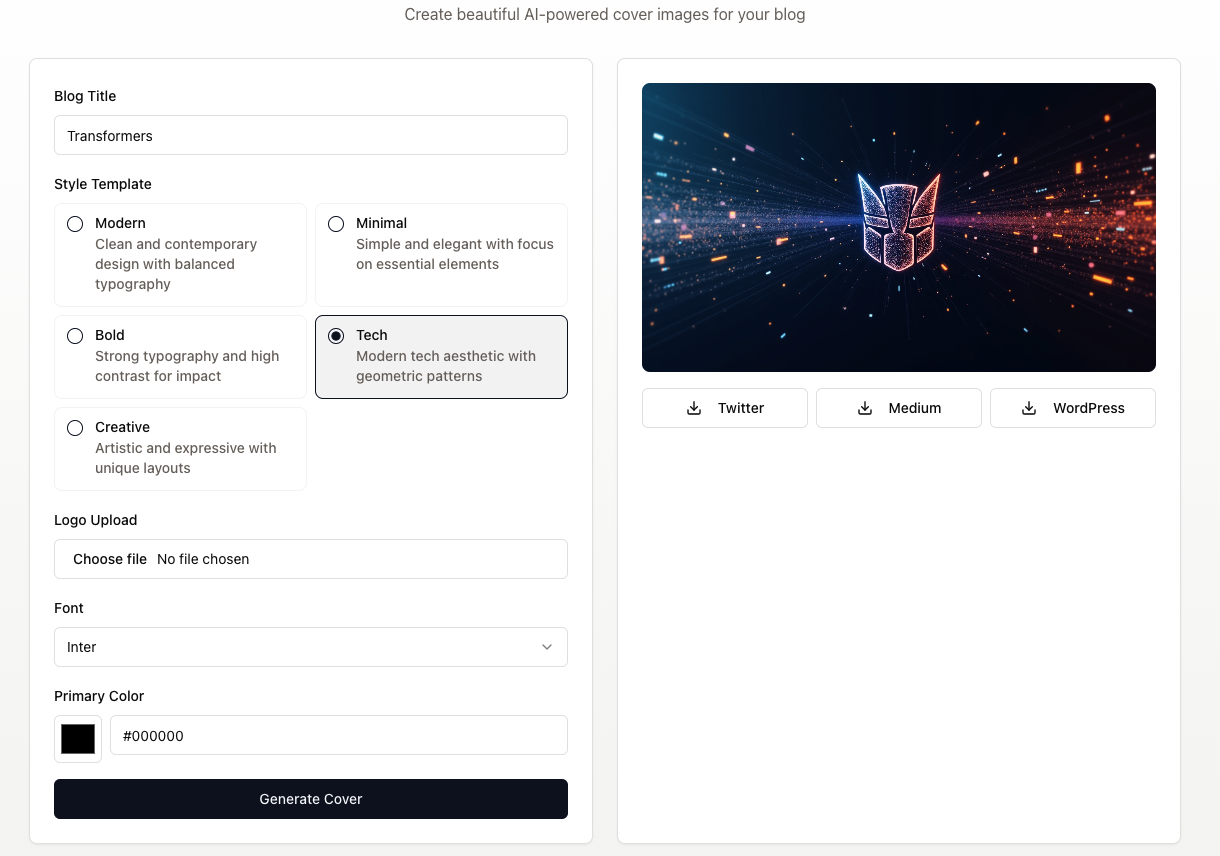 Create beautiful AI-powered cover images for your blog
Blog Title
Transformers
Style Template
Modern
Clean and contemporary
design with balanced
typography
Minimal
Simple and elegant with focus
on essential elements
Bold
Strong typography and high
contrast for impact
Tech
Modern tech aesthetic with
geometric patterns
Creative
Artistic and expressive with
unique layouts
Logo Upload
Choose file No file chosen
Font
Inter
Primary Color
#000000
Generate Cover
Twitter
Medium
WordPress